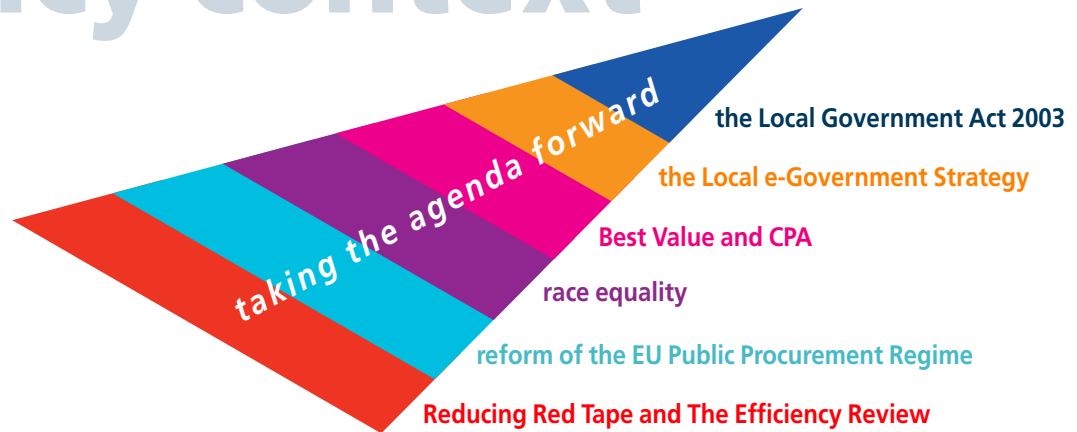 context
taking the agenda forward
the Local Government Act 2003
the Local e-Government Strategy
Best Value and CPA
race equality
reform of the EU Public Procurement Regime
Reducing Red Tape and The Efficiency Review